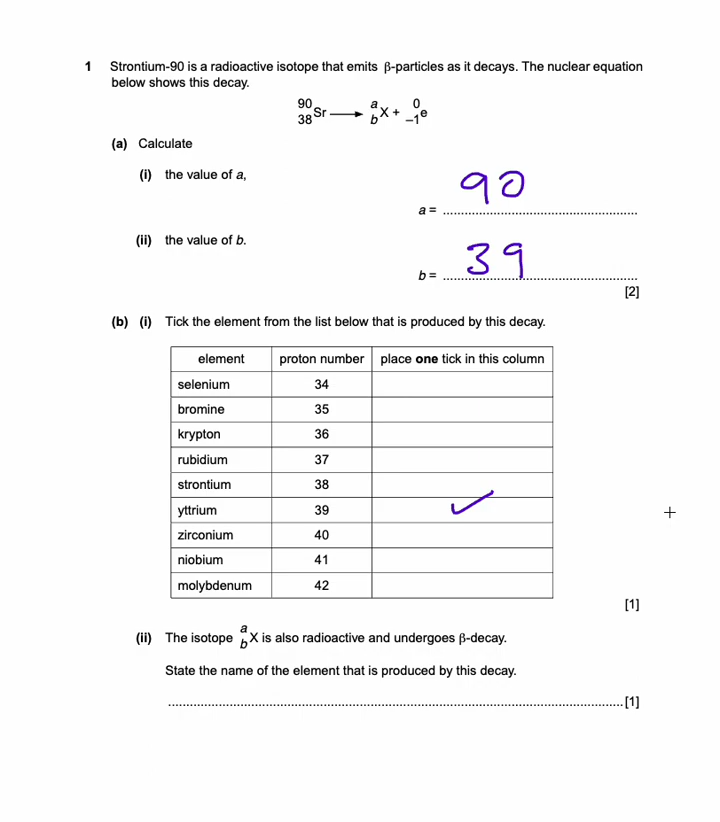 1 Strontium-90 is a radioactive isotope that emits β-particles as it decays. The nuclear equation
below shows this decay.
90 38 Sr ⟶ a b X + 0 –1 e
(a) Calculate
(i) the value of a,
a = 90
(ii) the value of b.
b = 39
[2]
(b) (i) Tick the element from the list below that is produced by this decay.
element proton number place one tick in this column
selenium 34
bromine 35
krypton 36
rubidium 37
strontium 38
yttrium 39 ✓
zirconium 40
niobium 41
molybdenum 42
[1]
(ii) The isotope a b X is also radioactive and undergoes β-decay.
State the name of the element that is produced by this decay.
[1]